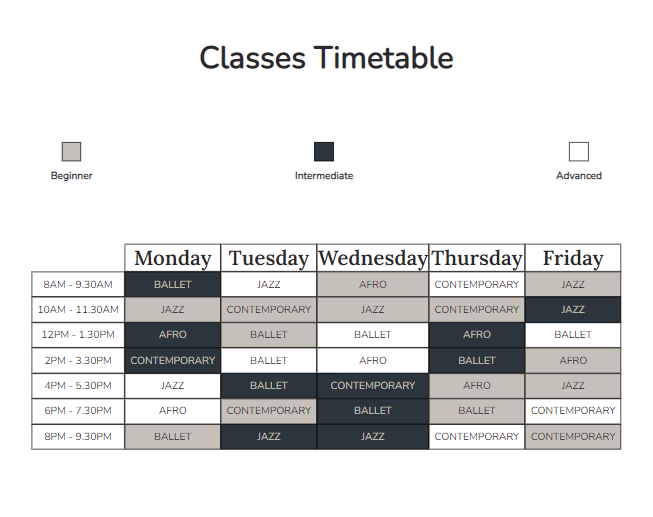 Classes Timetable
Beginner Intermediate Advanced
Monday Tuesday Wednesday Thursday Friday
8AM - 9.30AM BALLET JAZZ AFRO CONTEMPORARY JAZZ
10AM - 11.30AM JAZZ CONTEMPORARY JAZZ CONTEMPORARY JAZZ
12PM - 1.30PM AFRO BALLET BALLET AFRO BALLET
2PM - 3.30PM CONTEMPORARY BALLET AFRO BALLET AFRO
4PM - 5.30PM JAZZ BALLET CONTEMPORARY AFRO JAZZ
6PM - 7.30PM AFRO CONTEMPORARY BALLET BALLET CONTEMPORARY
8PM - 9.30PM BALLET JAZZ JAZZ CONTEMPORARY CONTEMPORARY